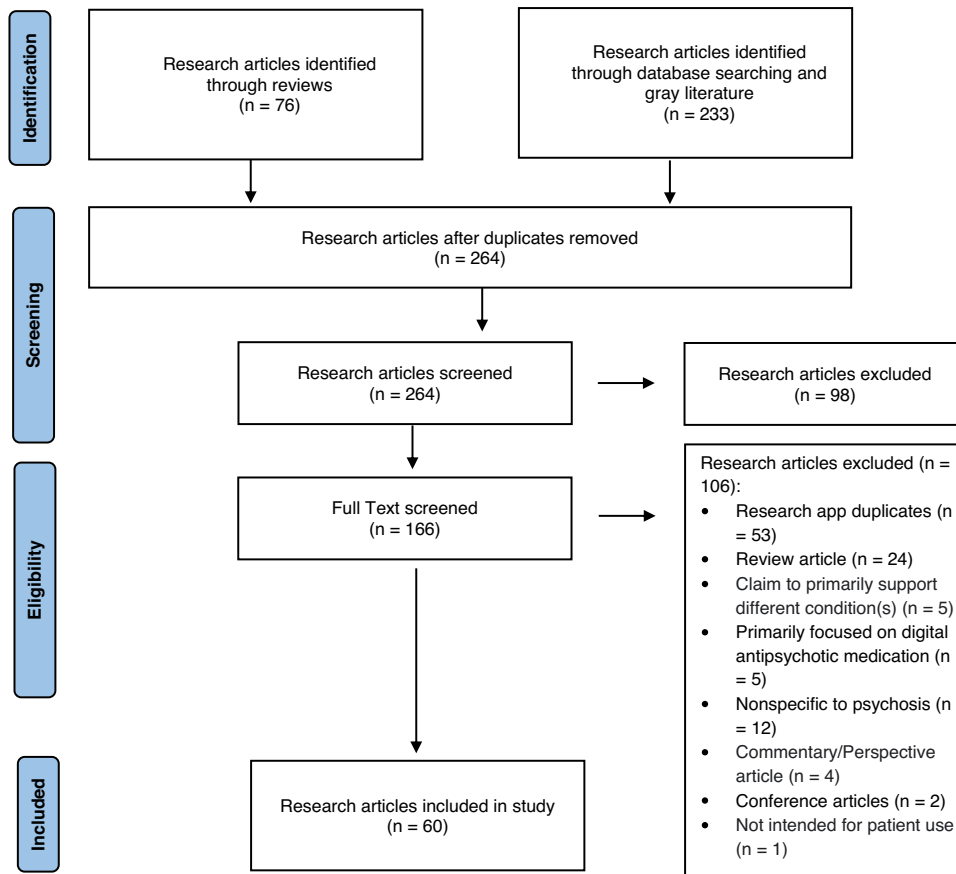 Identification
Research articles identified
through reviews
(n = 76)
Research articles identified
through database searching and
gray literature
(n = 233)
Screening
Research articles after duplicates removed
(n = 264)
Research articles screened
(n = 264)
Research articles excluded
(n = 98)
Eligibility
Full Text screened
(n = 166)
Research articles excluded (n =
106):
• Research app duplicates (n
= 53)
• Review article (n = 24)
• Claim to primarily support
different condition(s) (n = 5)
• Primarily focused on digital
antipsychotic medication (n
= 5)
• Nonspecific to psychosis (n
= 12)
• Commentary/Perspective
article (n = 4)
• Conference articles (n = 2)
• Not intended for patient use
(n = 1)
Included
Research articles included in study
(n = 60)